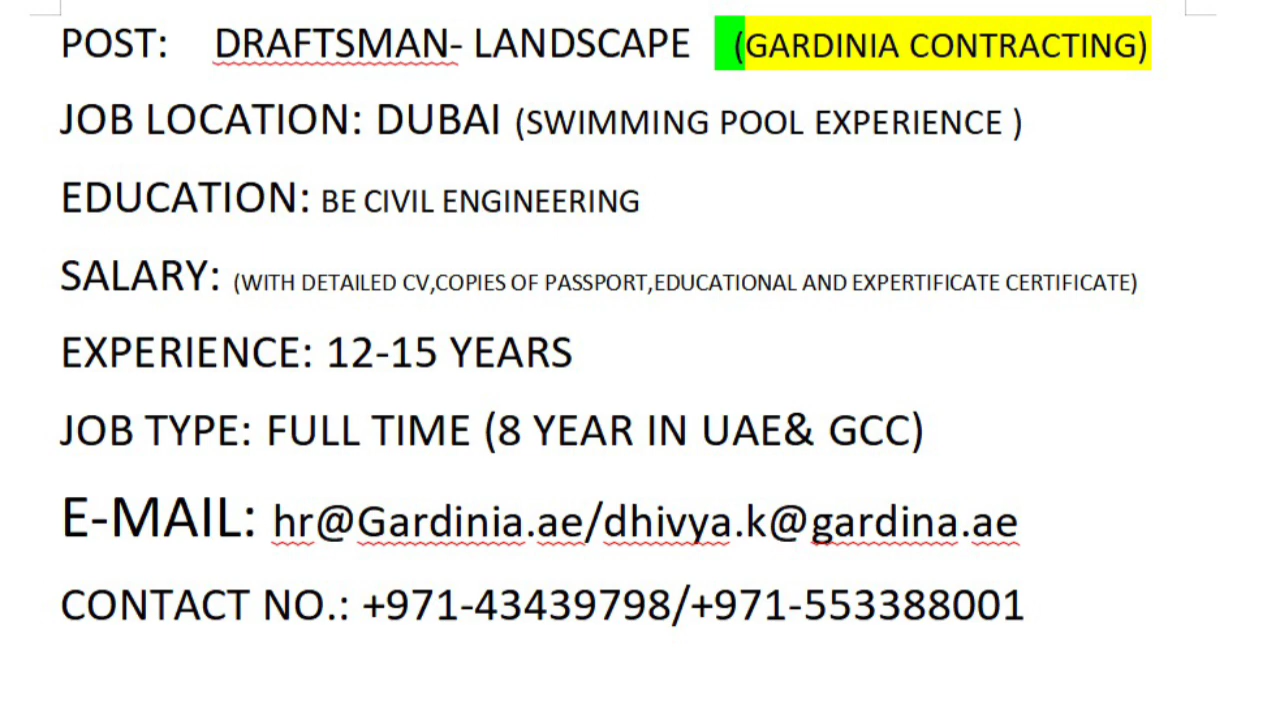 POST: DRAFTSMAN- LANDSCAPE (GARDINIA CONTRACTING)
JOB LOCATION: DUBAI (SWIMMING POOL EXPERIENCE )
EDUCATION: BE CIVIL ENGINEERING
SALARY: (WITH DETAILED CV,COPIES OF PASSPORT,EDUCATIONAL AND EXPERTIFICATE CERTIFICATE)
EXPERIENCE: 12-15 YEARS
JOB TYPE: FULL TIME (8 YEAR IN UAE& GCC)
E-MAIL: hr@Gardinia.ae/dhivya.k@gardina.ae
CONTACT NO.: +971-43439798/+971-553388001